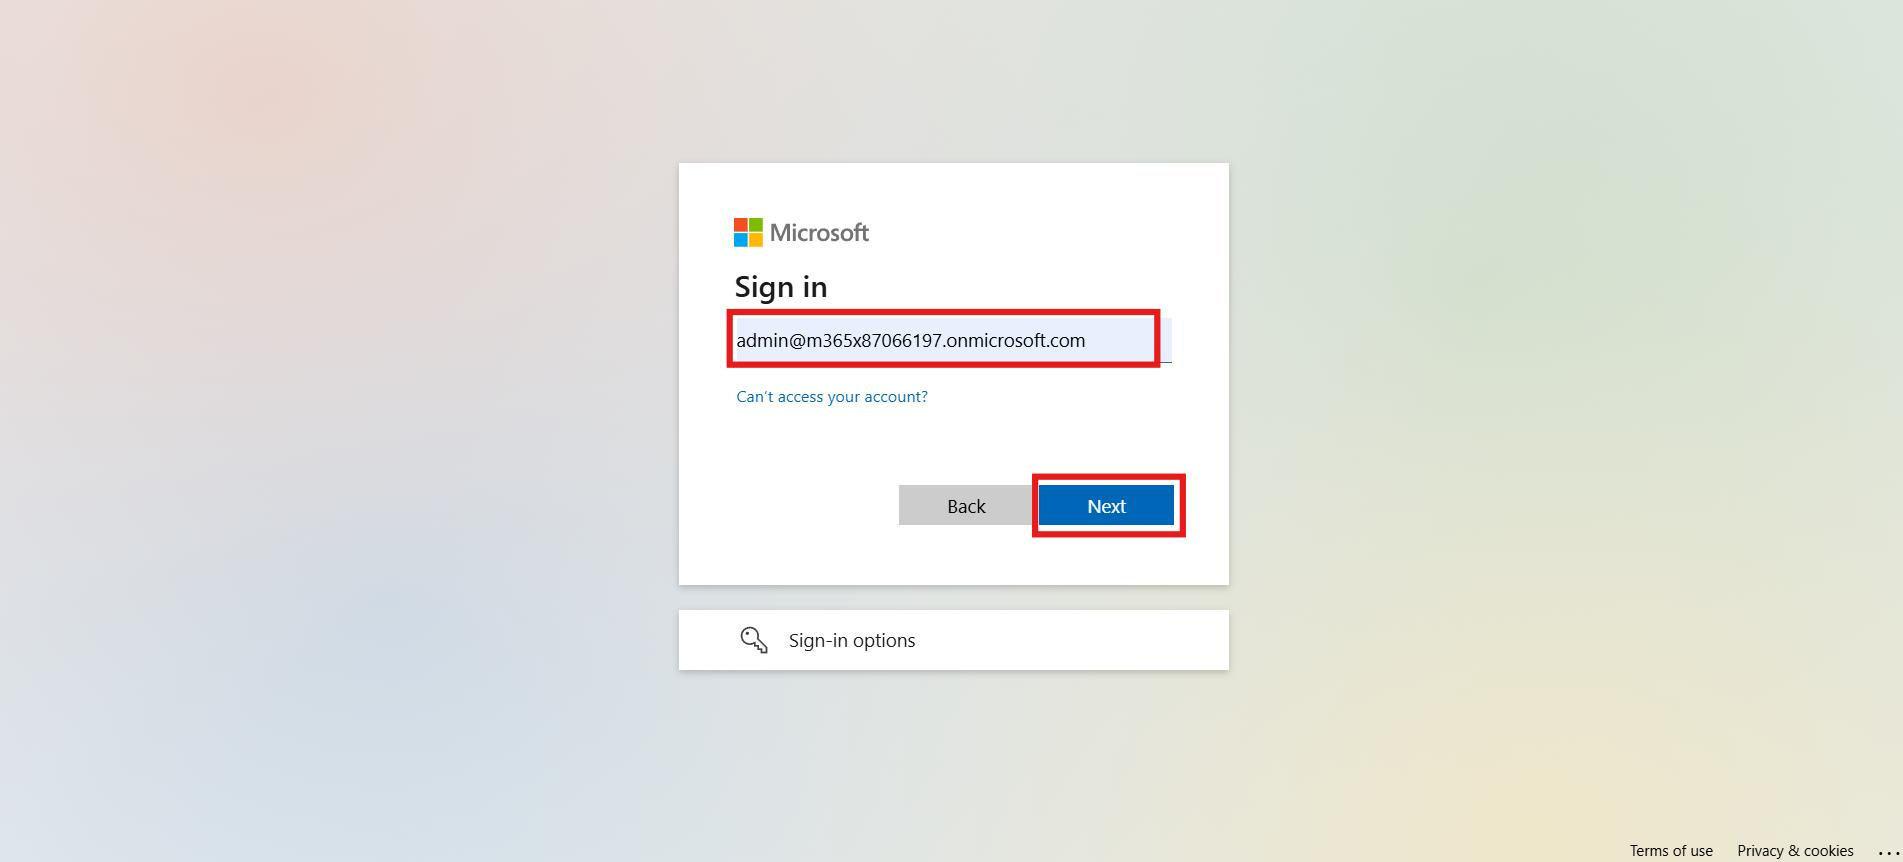 Microsoft
Sign in
admin@m365x87066197.onmicrosoft.com
Can't access your account?
Back
Next
Sign-in options
Terms of use
Privacy & cookies
...